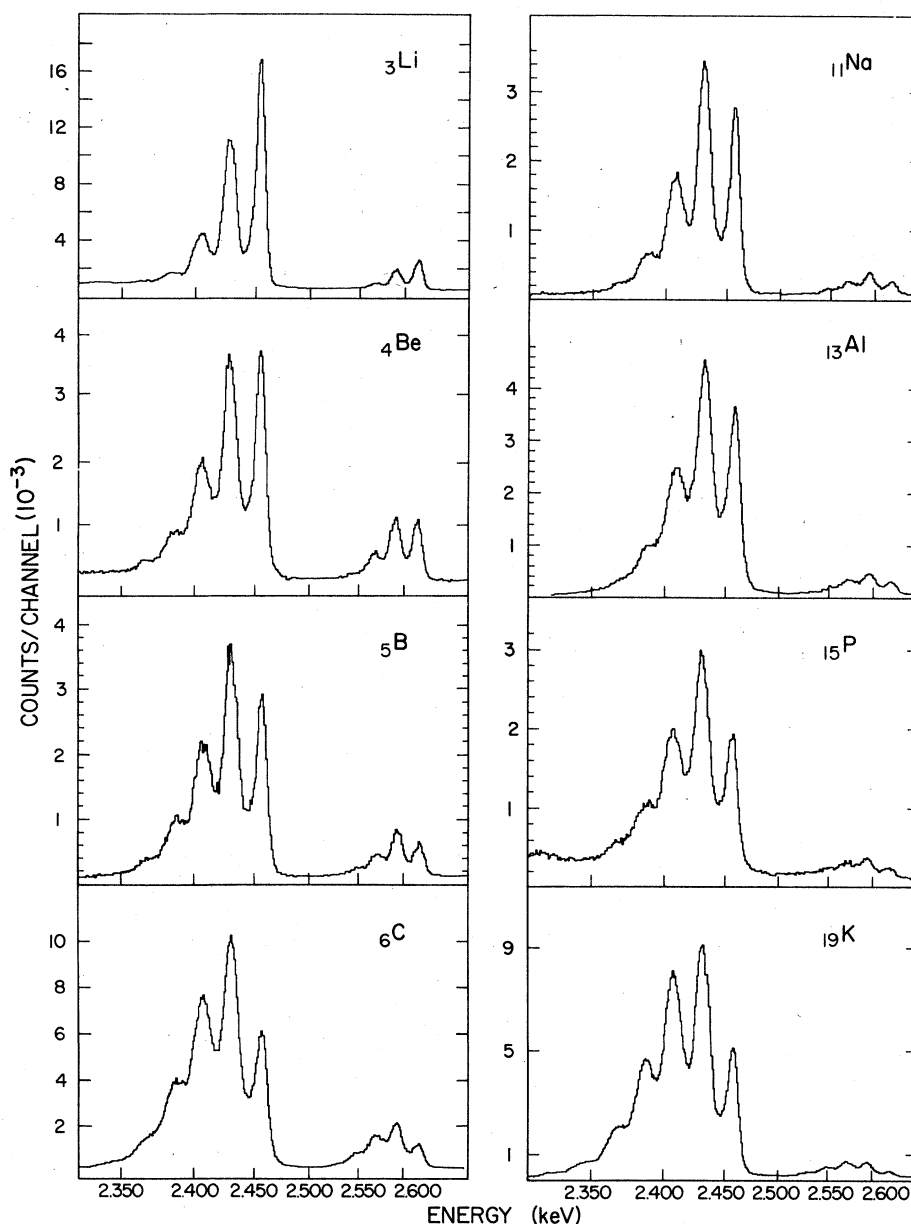 ₃Li
16
12
8
4
₄Be
4
3
2
1
₅B
4
3
2
1
₆C
10
8
6
4
2
2.350 2.400 2.450 2.500 2.550 2.600
₁₁Na
3
2
1
₁₃Al
4
3
2
1
₁₅P
3
2
1
₁₉K
9
5
1
2.350 2.400 2.450 2.500 2.550 2.600
COUNTS/CHANNEL (10⁻³)
ENERGY (keV)